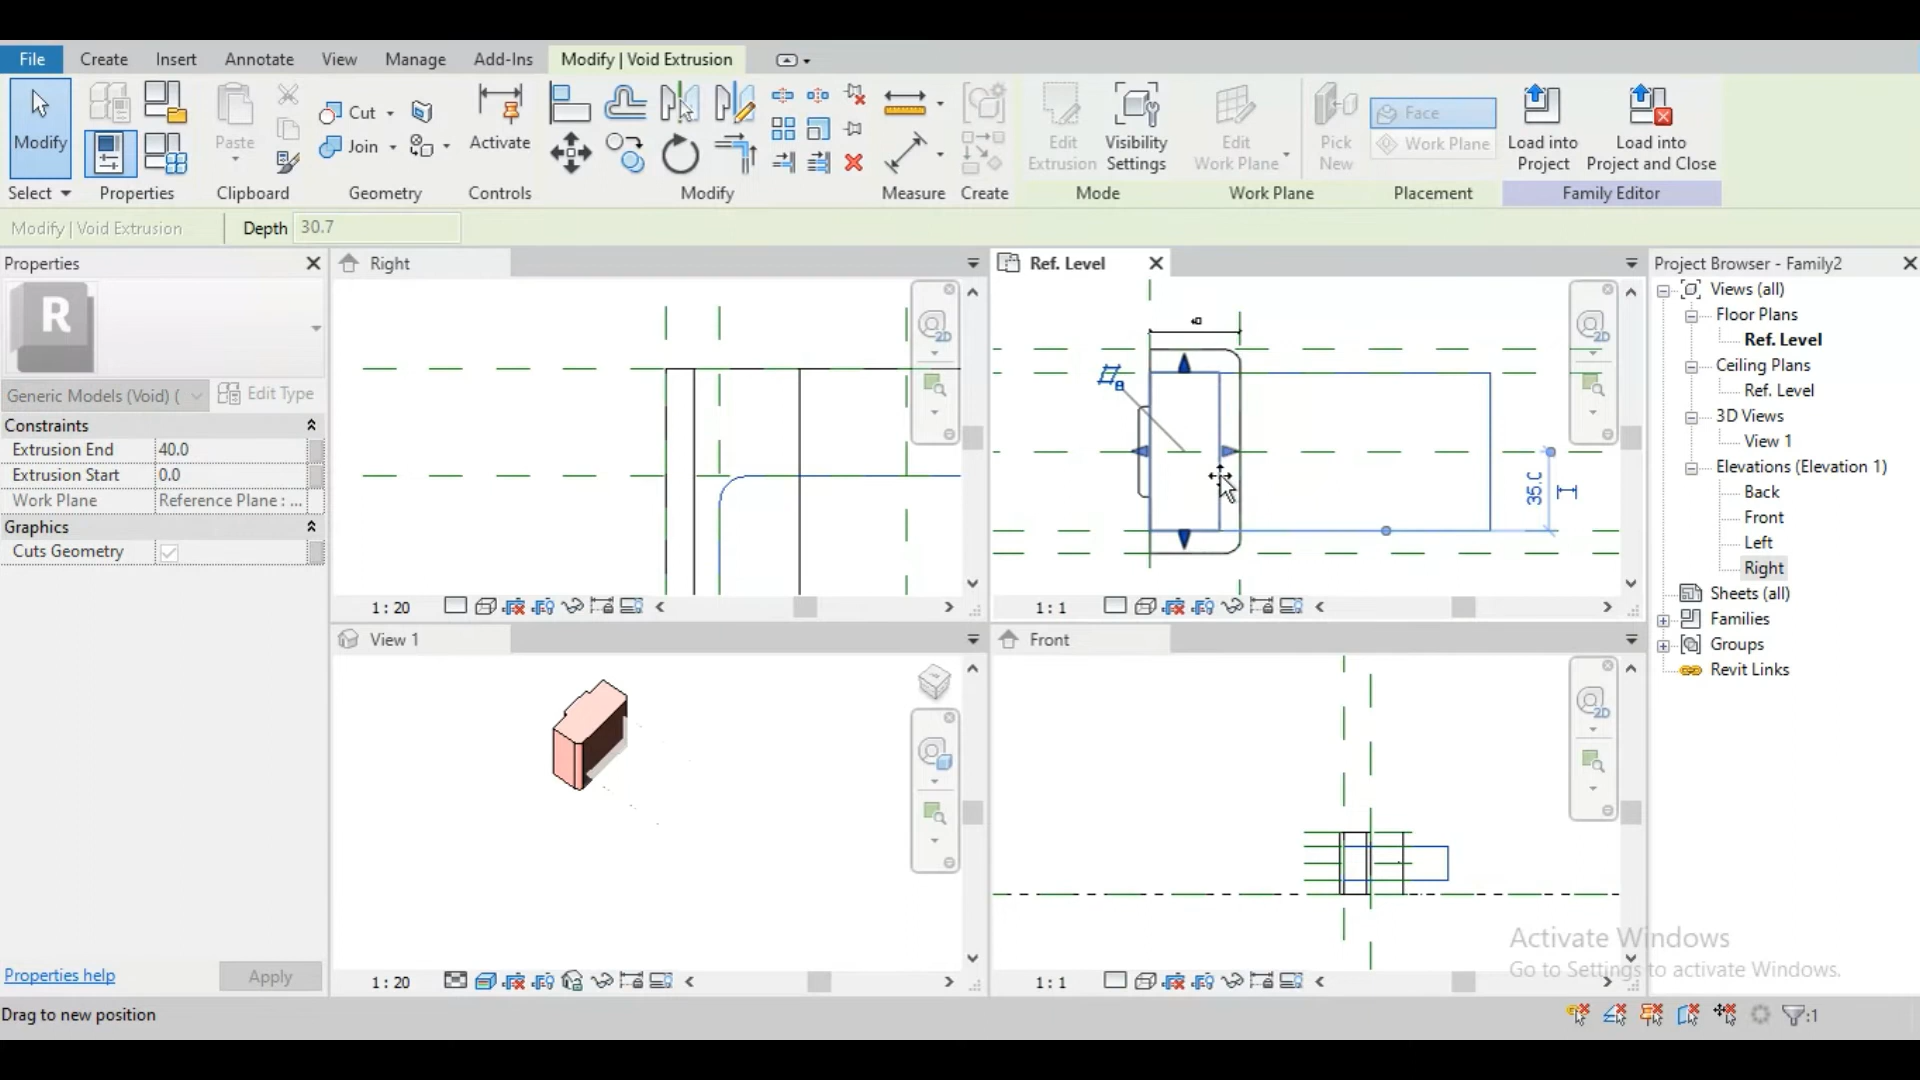 File Create Insert Annotate View Manage Add-Ins Modify | Void Extrusion
Modify
Paste
Cut
Join
Activate
Edit Extrusion
Visibility Settings
Edit Work Plane
Pick New
Face
Work Plane
Load into Project
Load into Project and Close
Select Properties Clipboard Geometry Controls Modify Measure Create Mode Work Plane Placement Family Editor
Modify | Void Extrusion Depth 30.7
Properties
R
Generic Models (Void) (
Edit Type
Constraints
Extrusion End 40.0
Extrusion Start 0.0
Work Plane Reference Plane : ...
Graphics
Cuts Geometry
Properties help
Apply
Right
2D
1 : 20
Ref. Level
2D
35.0
1 : 1
View 1
1 : 20
Front
2D
1 : 1
Project Browser - Family2
Views (all)
Floor Plans
Ref. Level
Ceiling Plans
Ref. Level
3D Views
View 1
Elevations (Elevation 1)
Back
Front
Left
Right
Sheets (all)
Families
Groups
Revit Links
Activate Windows
Go to Settings to activate Windows.
Drag to new position
:1